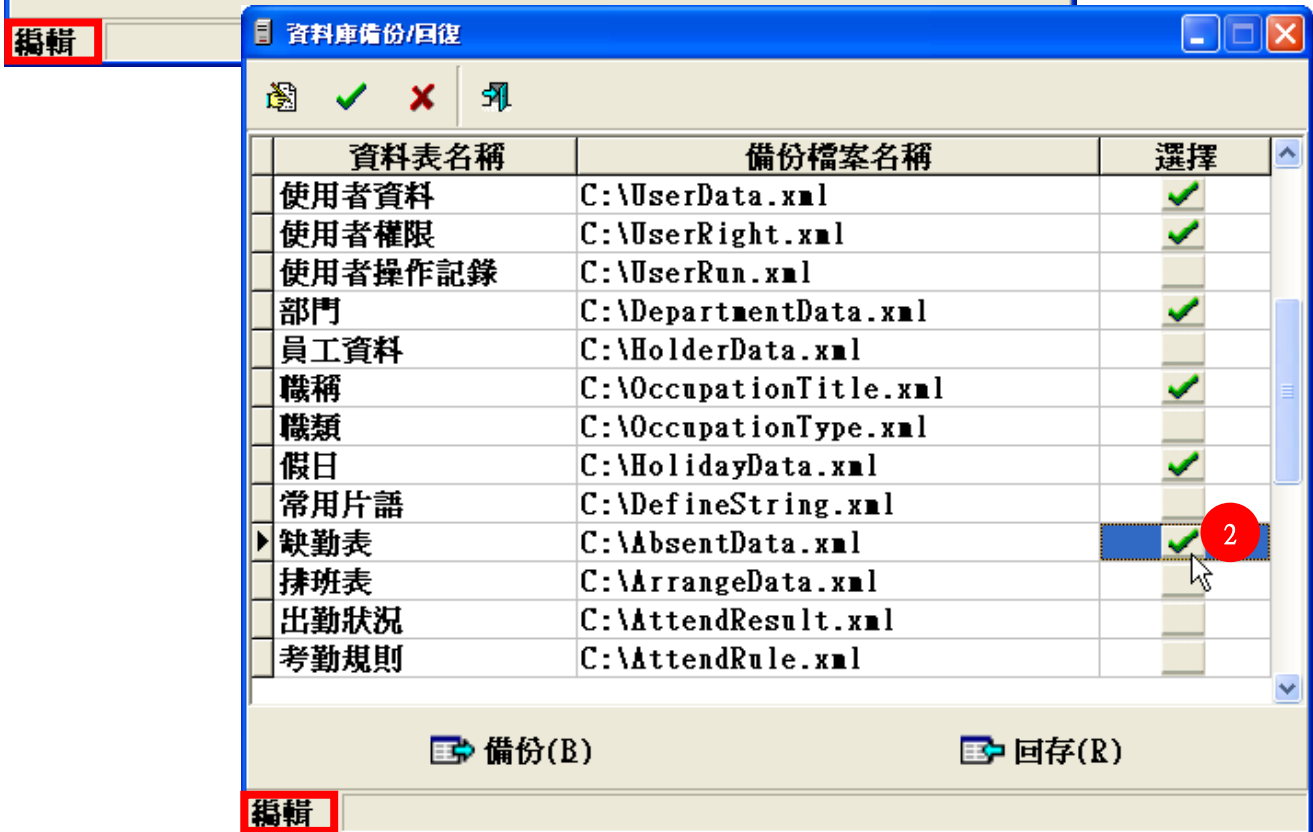 編輯
資料庫備份/回復
資料表名稱 備份檔案名稱 選擇
使用者資料 C:\UserData.xml
使用者權限 C:\UserRight.xml
使用者操作記錄 C:\UserRun.xml
部門 C:\DepartmentData.xml
員工資料 C:\HolderData.xml
職稱 C:\OccupationTitle.xml
職類 C:\OccupationType.xml
假日 C:\HolidayData.xml
常用片語 C:\DefineString.xml
缺勤表 C:\AbsentData.xml 2
排班表 C:\ArrangeData.xml
出勤狀況 C:\AttendResult.xml
考勤規則 C:\AttendRule.xml
備份(B) 回存(R)
編輯